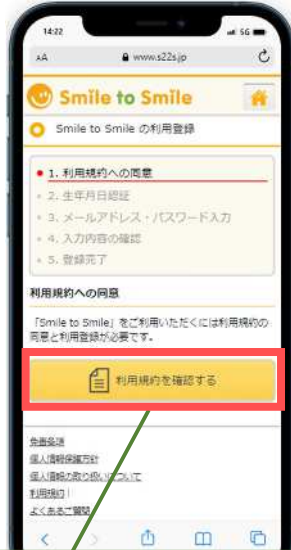 14:22
5G
AA
www.s22s.jp
Smile to Smile
Smile to Smile の利用登録
1. 利用規約への同意
2. 生年月日認証
3. メールアドレス・パスワード入力
4. 入力内容の確認
5. 登録完了
利用規約への同意
「Smile to Smile」をご利用いただくには利用規約の
同意と利用登録が必要です。
利用規約を確認する
免責条項
個人情報保護方針
個人情報の取り扱いについて
利用規約 |
よくあるご質問